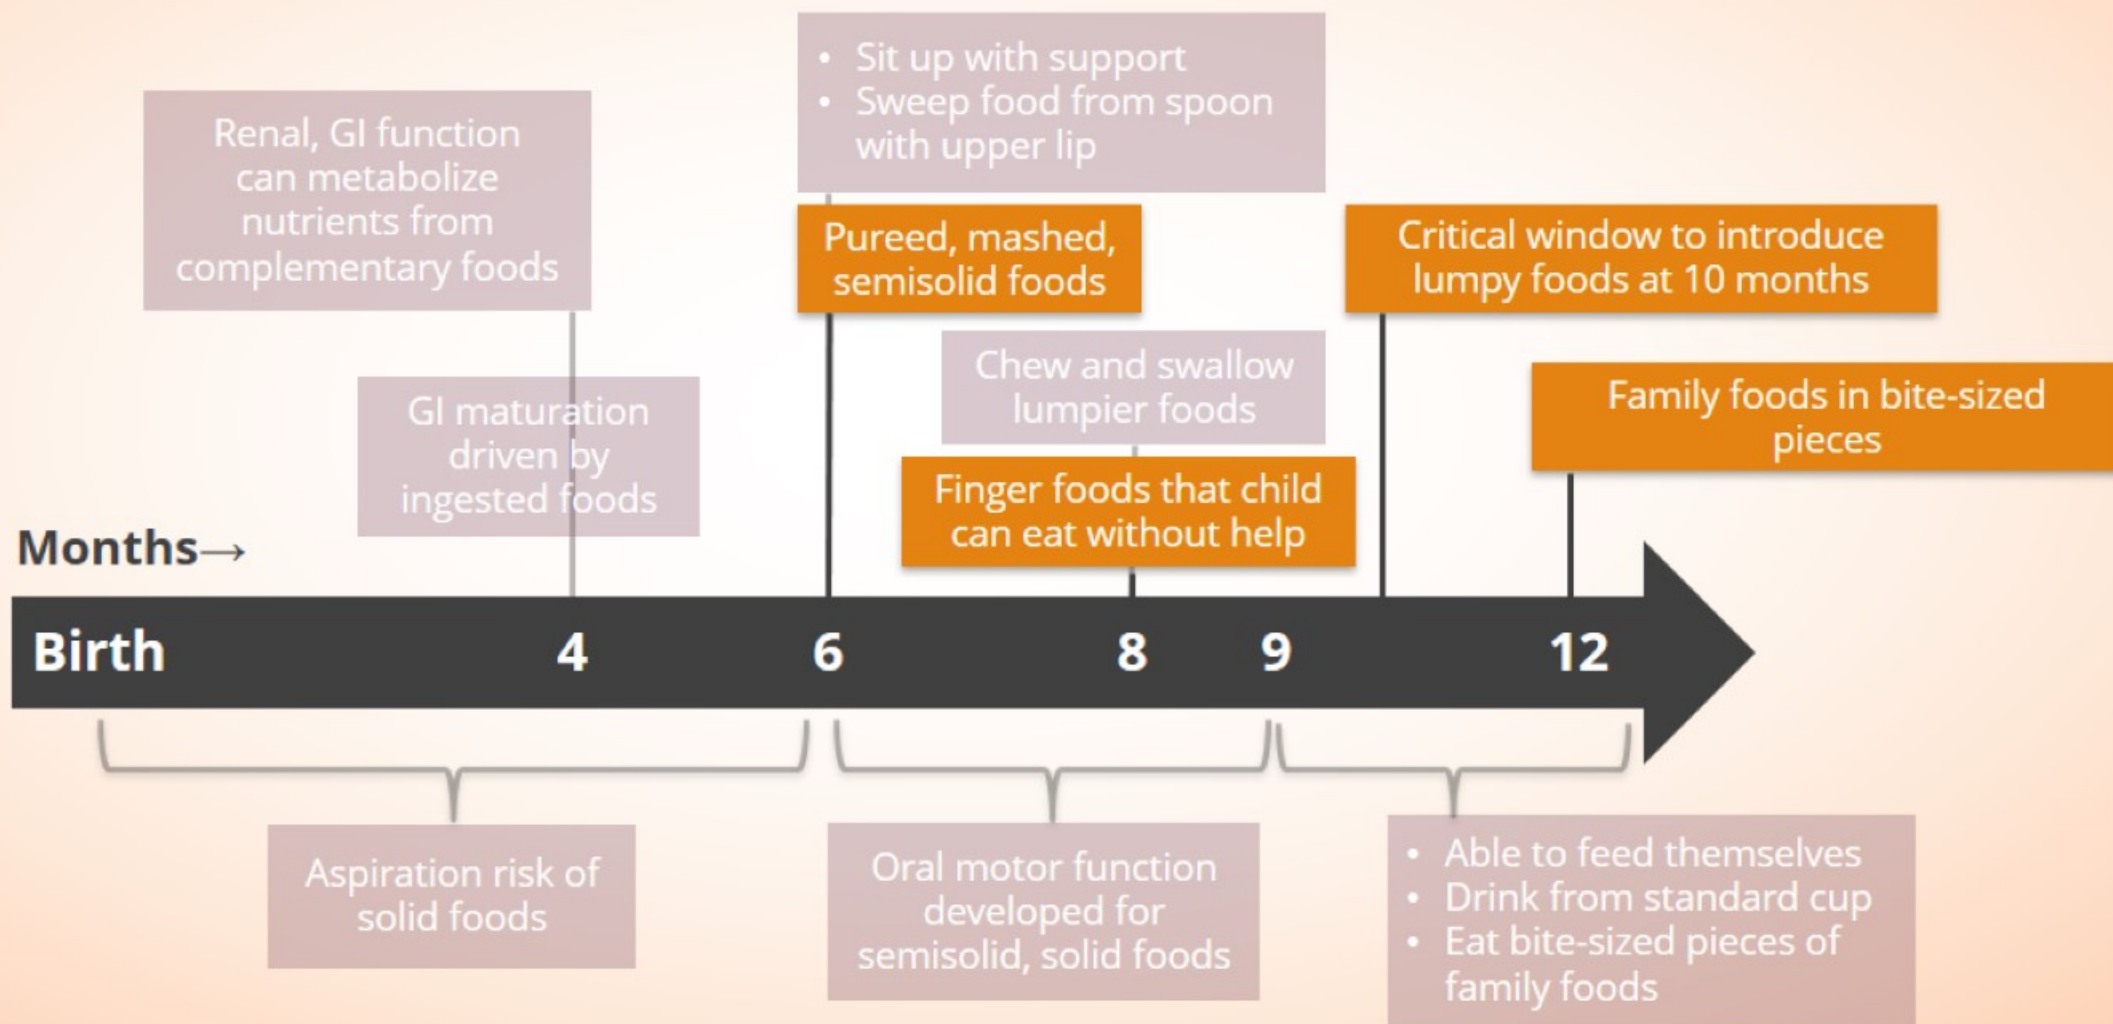 • Sit up with support
• Sweep food from spoon
with upper lip
Renal, GI function
can metabolize
nutrients from
complementary foods
Pureed, mashed,
semisolid foods
Critical window to introduce
lumpy foods at 10 months
Chew and swallow
lumpier foods
Family foods in bite-sized
pieces
GI maturation
driven by
ingested foods
Finger foods that child
can eat without help
Months→
Birth 4 6 8 9 12
Aspiration risk of
solid foods
Oral motor function
developed for
semisolid, solid foods
• Able to feed themselves
• Drink from standard cup
• Eat bite-sized pieces of
family foods